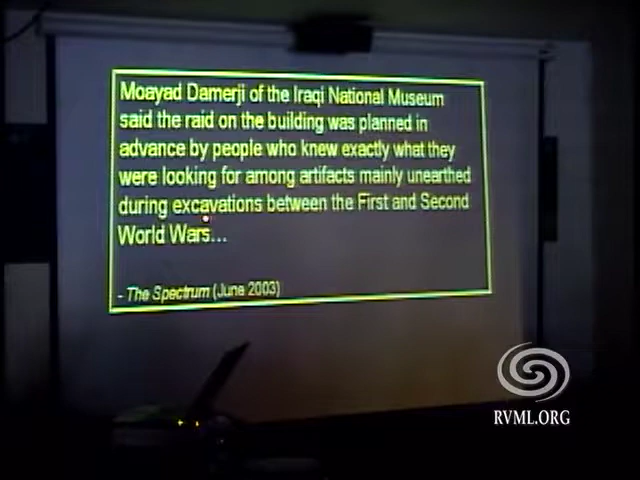 Moayad Damerji of the Iraqi National Museum
said the raid on the building was planned in
advance by people who knew exactly what they
were looking for among artifacts mainly unearthed
during excavations between the First and Second
World Wars...
- The Spectrum (June 2003)
RVML.ORG